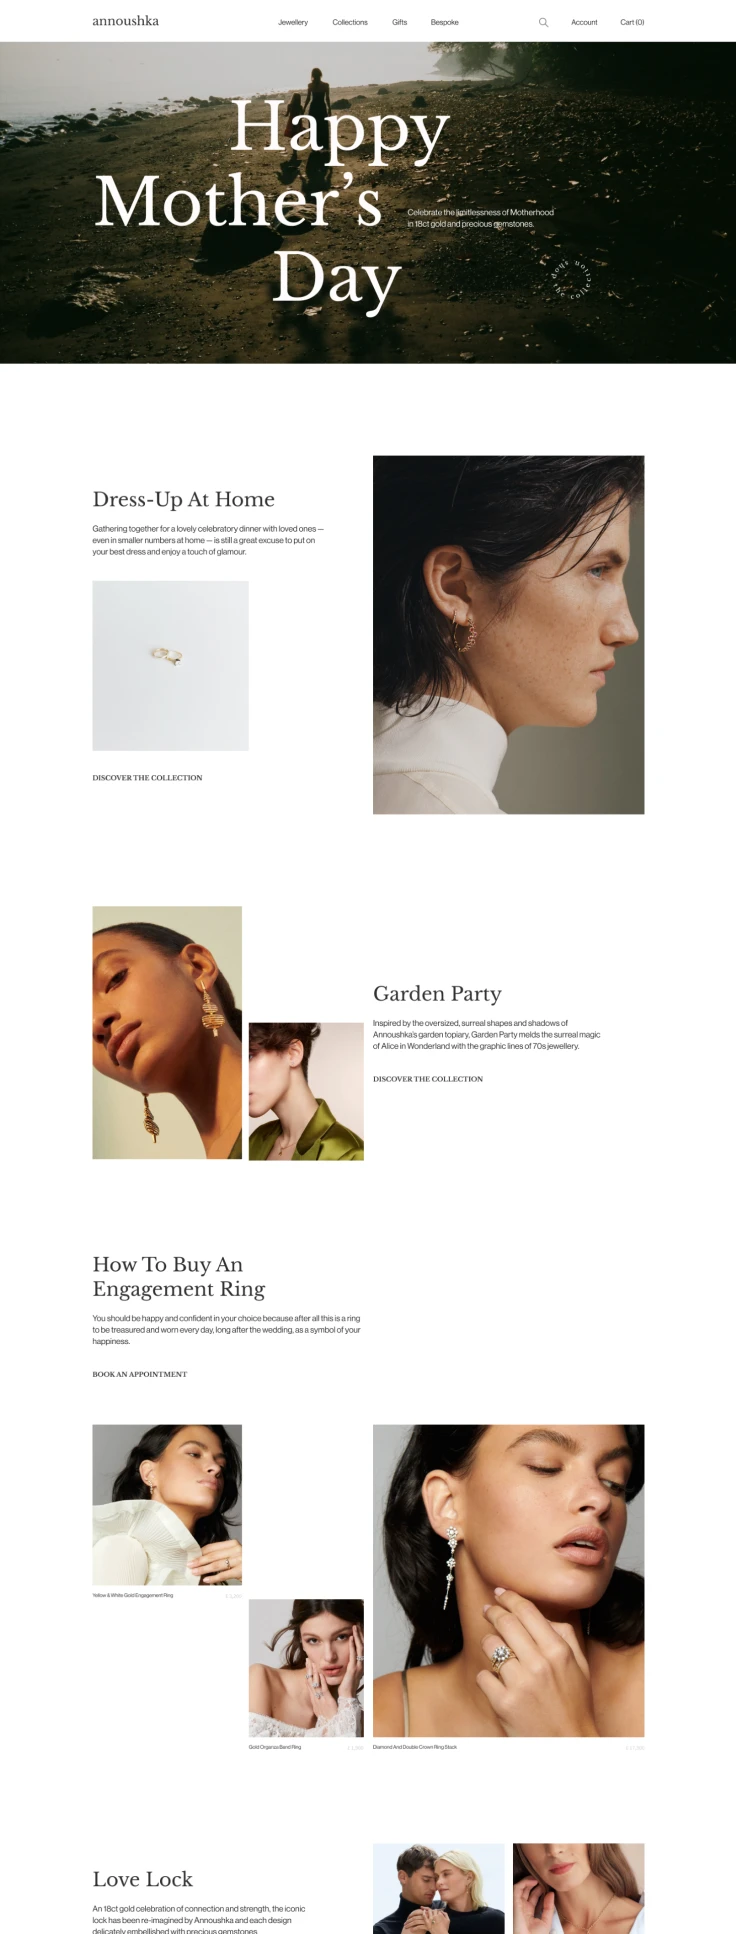 annoushka
Jewellery Collections Gifts Bespoke Account Cart (0)
Happy
Mother's
Day
Celebrate the limitlessness of Motherhood
in 18ct gold and precious gemstones.
Dress-Up At Home
Gathering together for a lovely celebratory dinner with loved ones —
even in smaller numbers at home — is still a great excuse to put on
your best dress and enjoy a touch of glamour.
DISCOVER THE COLLECTION
Garden Party
Inspired by the oversized, surreal shapes and shadows of
Annoushka's garden topiary, Garden Party melds the surreal magic
of Alice in Wonderland with the graphic lines of 70s jewellery.
DISCOVER THE COLLECTION
How To Buy An
Engagement Ring
You should be happy and confident in your choice because after all this is a ring
to be treasured and worn every day, long after the wedding, as a symbol of your
happiness.
BOOK AN APPOINTMENT
Yellow & White Gold Engagement Ring
Gold Organza Band Ring
Diamond And Double Crown Ring Stack
Love Lock
An 18ct gold celebration of connection and strength, the iconic
lock has been re-imagined by Annoushka and each design
delicately embellished with precious gemstones.